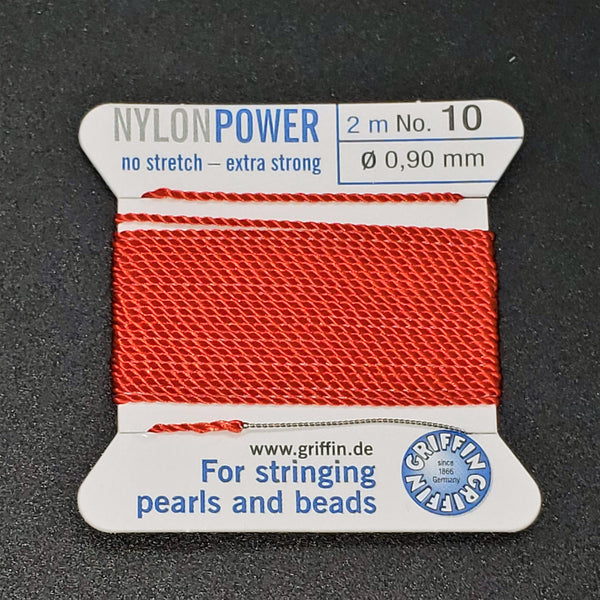 NYLONPOWER
no stretch – extra strong
2 m No. 10
Ø 0,90 mm
www.griffin.de
For stringing
pearls and beads
GRIFFIN GRIFFIN
since
1866
Germany